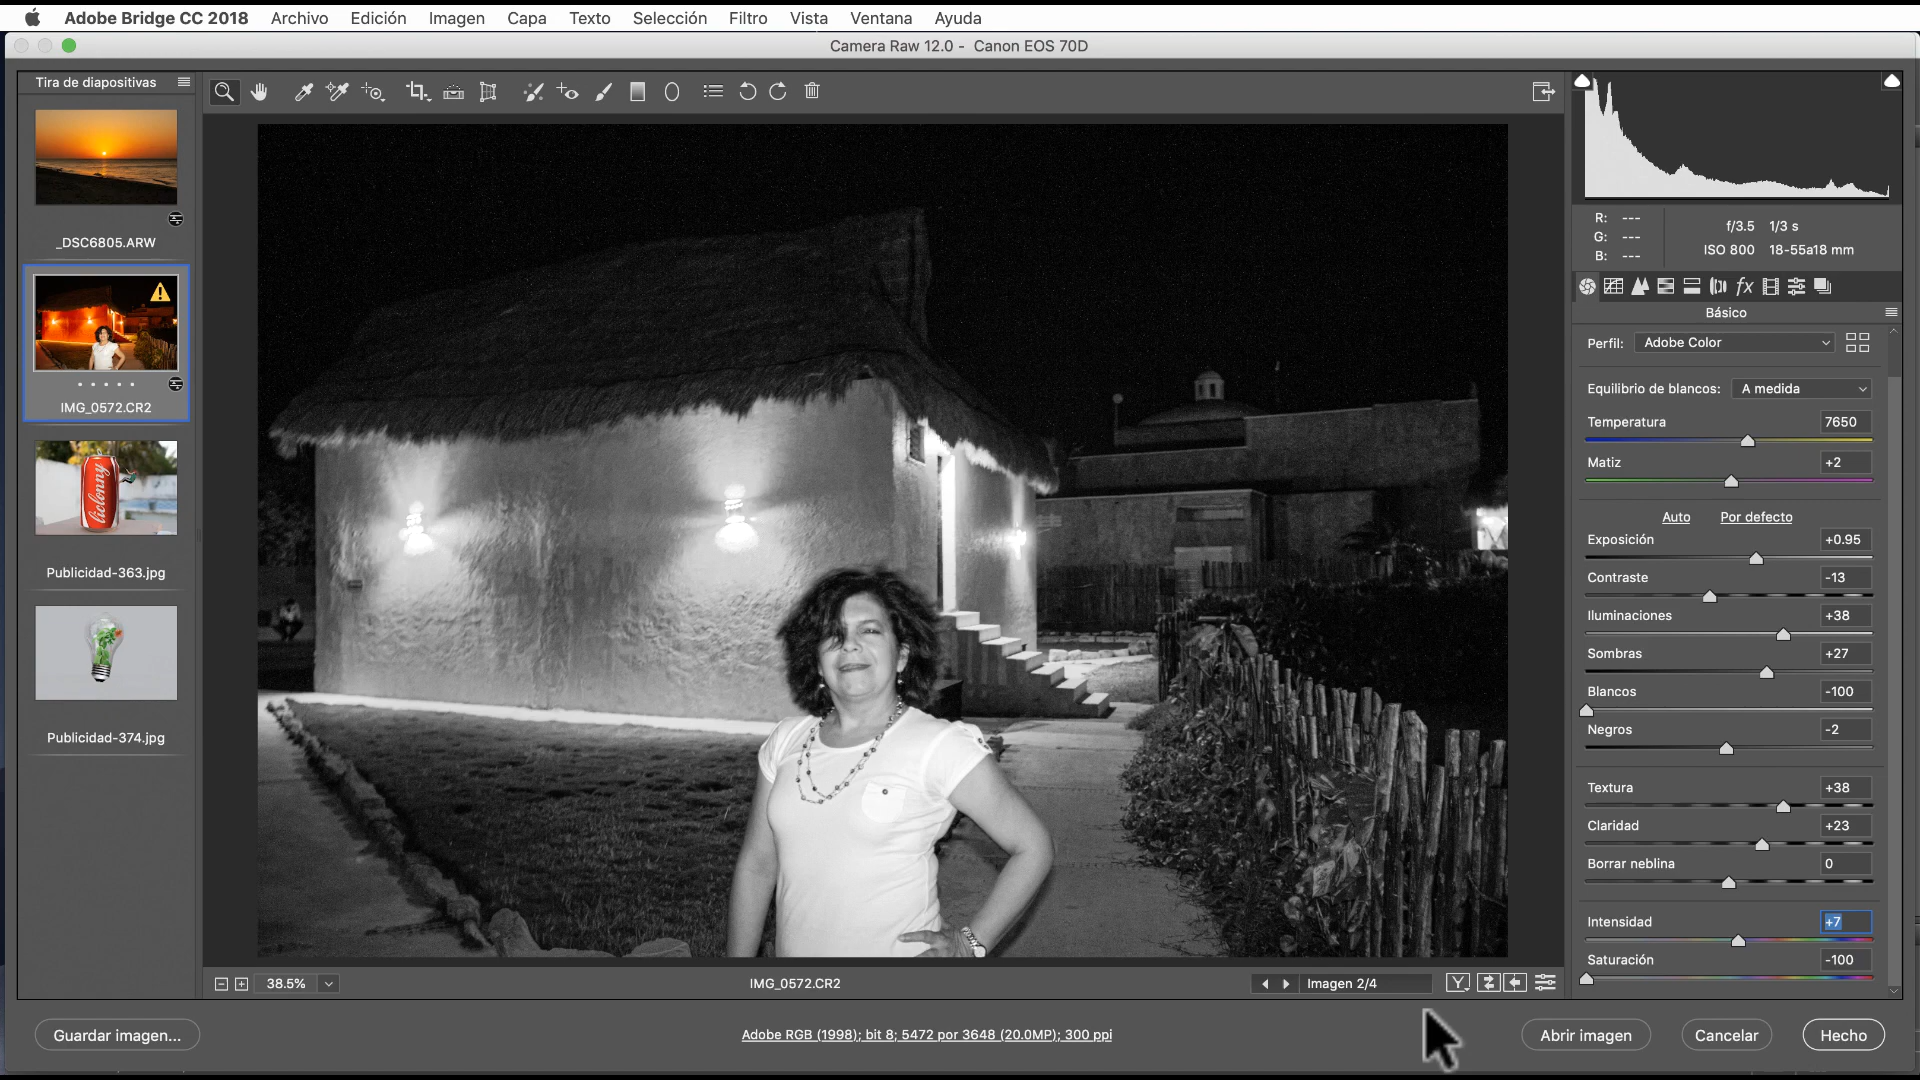 Adobe Bridge CC 2018 Archivo Edición Imagen Capa Texto Selección Filtro Vista Ventana Ayuda
Camera Raw 12.0 - Canon EOS 70D
Tira de diapositivas
_DSC6805.ARW
IMG_0572.CR2
Publicidad-363.jpg
Publicidad-374.jpg
38.5%
IMG_0572.CR2
Imagen 2/4
Y
R: ---
G: ---
B: ---
f/3.5 1/3 s
ISO 800 18-55a18 mm
fx
Básico
Perfil: Adobe Color
Equilibrio de blancos: A medida
Temperatura 7650
Matiz +2
Auto Por defecto
Exposición +0.95
Contraste -13
Iluminaciones +38
Sombras +27
Blancos -100
Negros -2
Textura +38
Claridad +23
Borrar neblina 0
Intensidad +7
Saturación -100
Guardar imagen...
Adobe RGB (1998); bit 8; 5472 por 3648 (20.0MP); 300 ppi
Abrir imagen Cancelar Hecho